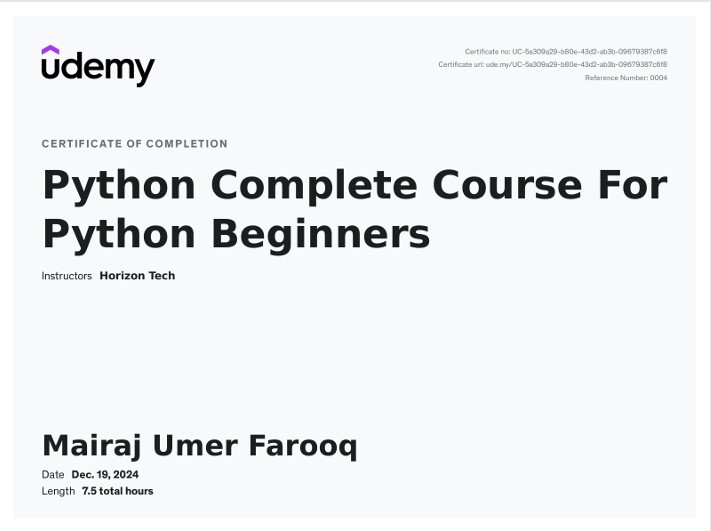 udemy
Certificate no: UC-5a309a29-b80e-43d2-ab3b-09679387c6f8
Certificate url: ude.my/UC-5a309a29-b80e-43d2-ab3b-09679387c6f8
Reference Number: 0004
CERTIFICATE OF COMPLETION
Python Complete Course For
Python Beginners
Instructors Horizon Tech
Mairaj Umer Farooq
Date Dec. 19, 2024
Length 7.5 total hours